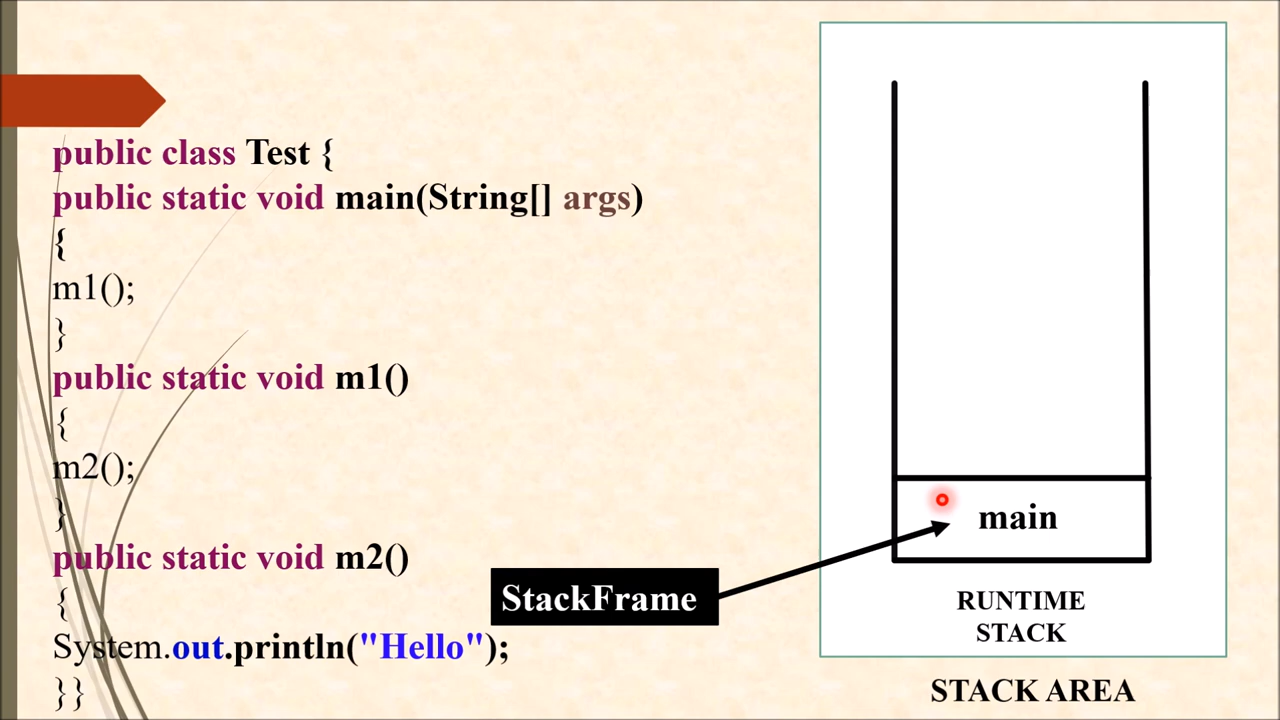 public class Test {
public static void main(String[] args)
{
m1();
}
public static void m1()
{
m2();
}
public static void m2()
{
System.out.println("Hello");
}}
StackFrame
main
RUNTIME
STACK
STACK AREA